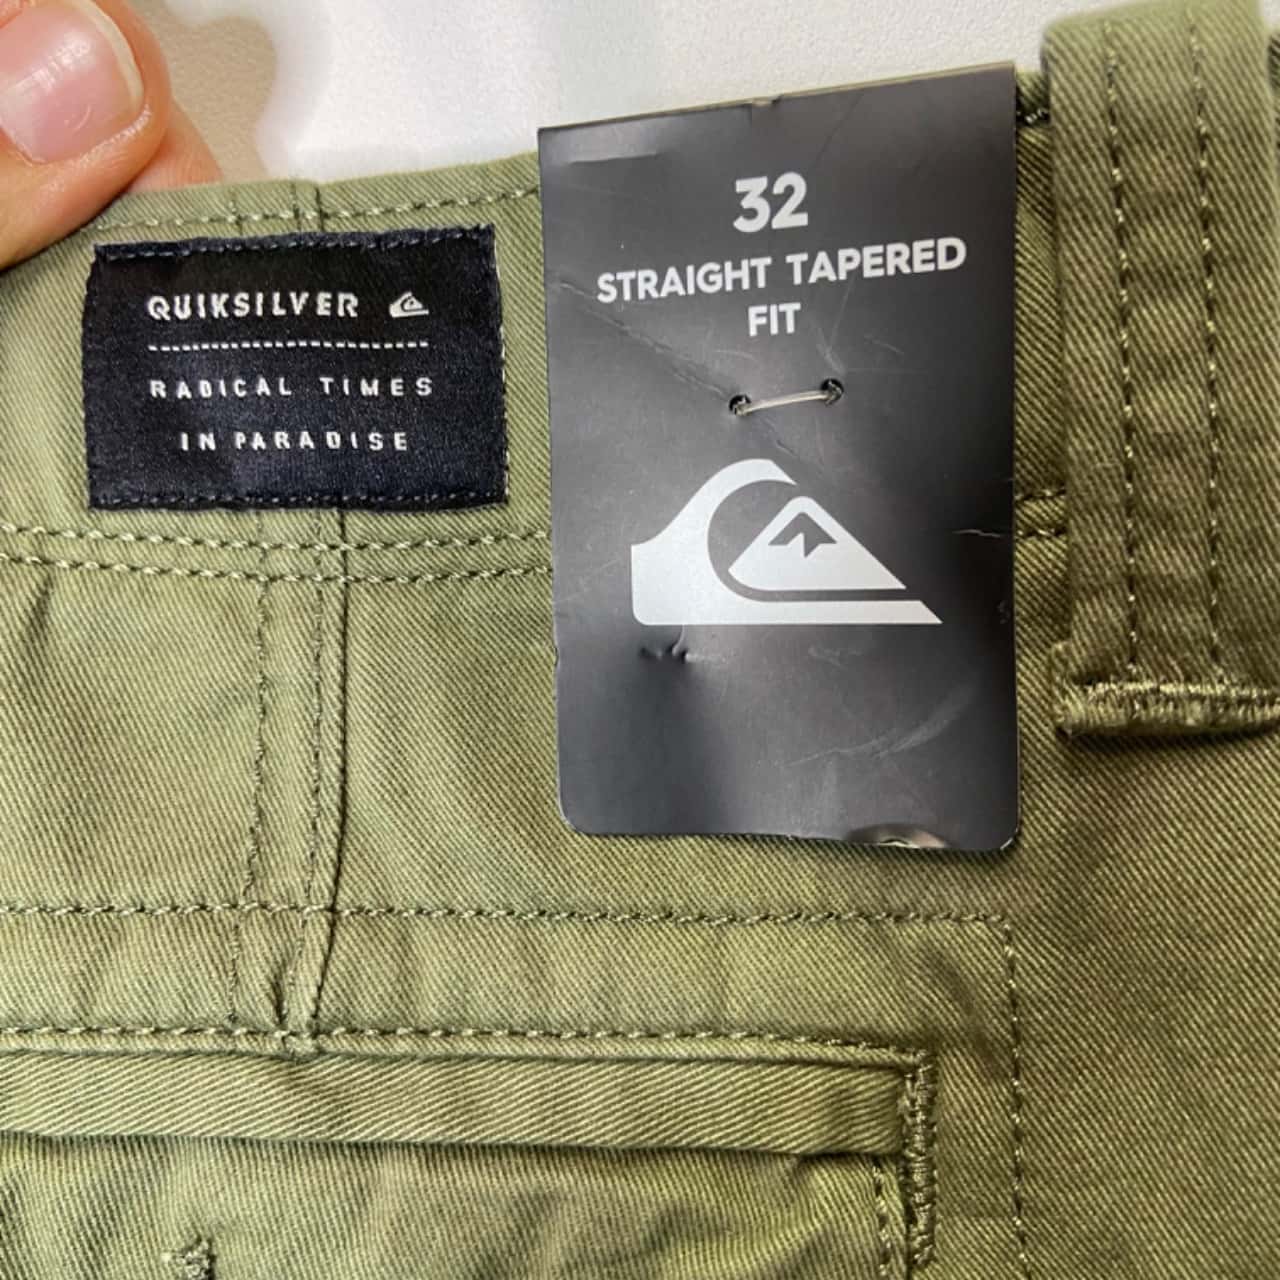 QUIKSILVER
RADICAL TIMES
IN PARADISE
32
STRAIGHT TAPERED
FIT